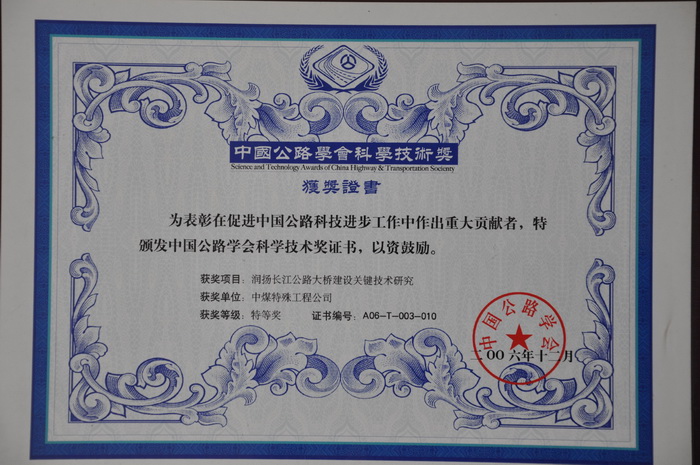 中國公路學會科學技術獎
Science and Technology Awards of China Highway & Transportation Socienty
獲獎證書
为表彰在促进中国公路科技进步工作中作出重大贡献者，特
颁发中国公路学会科学技术奖证书，以资鼓励。
获奖项目：润扬长江公路大桥建设关键技术研究
获奖单位：中煤特殊工程公司
获奖等级：特等奖 证书编号：A06-T-003-010
中国公路学会
二00六年十二月